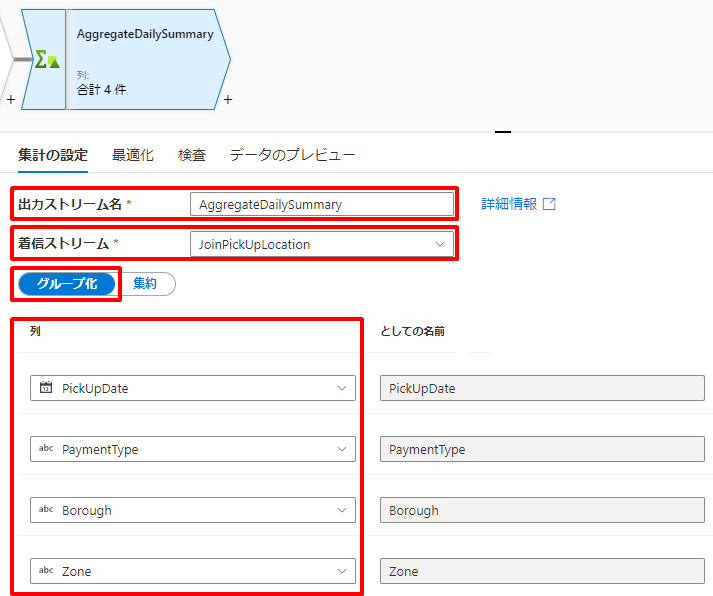 AggregateDailySummary
列:
合計 4 件
+
+
集計の設定 最適化 検査 データのプレビュー
出力ストリーム名 * AggregateDailySummary 詳細情報
着信ストリーム * JoinPickUpLocation
グループ化 集約
列 としての名前
PickUpDate PickUpDate
abc PaymentType PaymentType
abc Borough Borough
abc Zone Zone